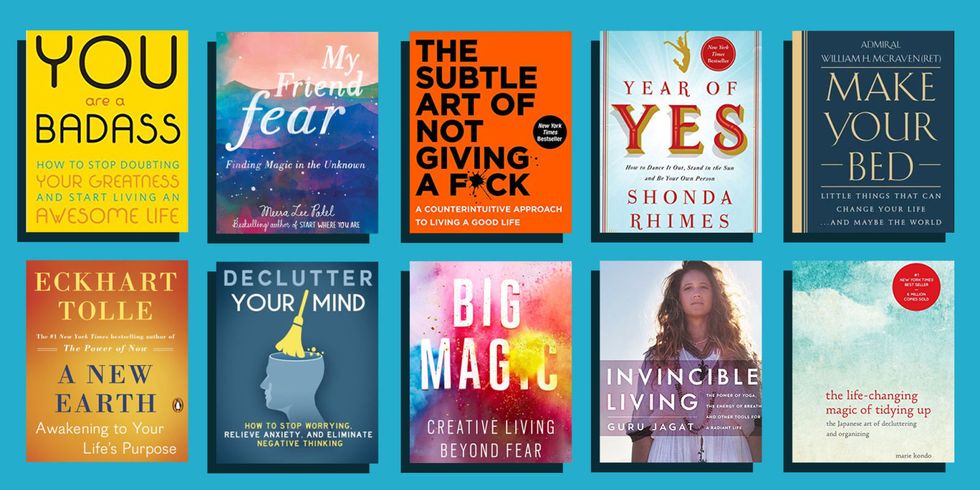 YOU
are a
BADASS
HOW TO STOP DOUBTING
YOUR GREATNESS
AND START LIVING AN
AWESOME LIFE
My
Friend
fear
Finding Magic in the Unknown
Meera Lee Patel
Bestselling author of START WHERE YOU ARE
THE
SUBTLE
ART OF
NOT
GIVING
A F*CK
New York
Times
Bestseller
A COUNTERINTUITIVE APPROACH
TO LIVING A GOOD LIFE
New York
Times
Bestseller
YEAR OF
YES
How to Dance It Out, Stand in the Sun
and Be Your Own Person
SHONDA
RHIMES
ADMIRAL
WILLIAM H. MCRAVEN (RET)
MAKE
YOUR
BED
LITTLE THINGS THAT CAN
CHANGE YOUR LIFE
...AND MAYBE THE WORLD
ECKHART
TOLLE
The #1 New York Times bestselling author of
The Power of Now
A NEW
EARTH
Awakening to Your
Life's Purpose
DECLUTTER
YOUR MIND
HOW TO STOP WORRYING,
RELIEVE ANXIETY, AND ELIMINATE
NEGATIVE THINKING
BIG
MAGIC
CREATIVE LIVING
BEYOND FEAR
INVINCIBLE
LIVING
THE POWER OF YOGA,
THE ENERGY OF BREATH,
AND OTHER TOOLS FOR
A RADIANT LIFE
GURU JAGAT
#1
NEW YORK TIMES
BEST SELLER
6 MILLION
COPIES SOLD
the life-changing
magic of tidying up
the Japanese art of decluttering
and organizing
marie kondo